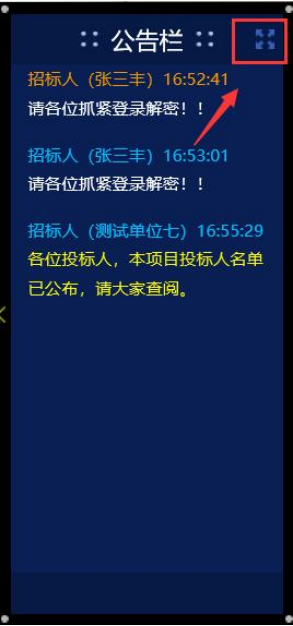 公告栏
招标人（张三丰）16:52:41
请各位抓紧登录解密！！
招标人（张三丰）16:53:01
请各位抓紧登录解密！！
招标人（测试单位七）16:55:29
各位投标人，本项目投标人名单
已公布，请大家查阅。